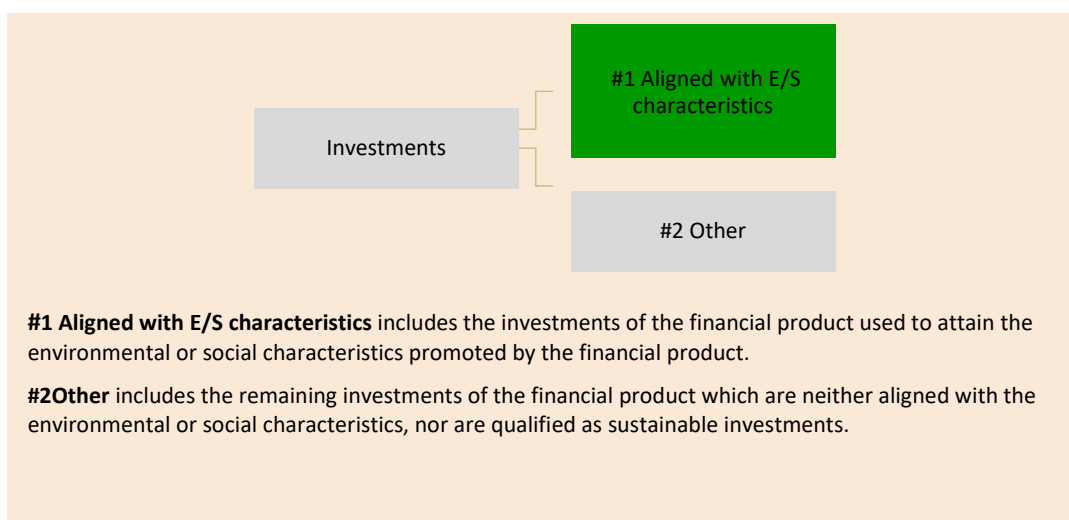 #1 Aligned with E/S
characteristics
Investments
#2 Other
#1 Aligned with E/S characteristics includes the investments of the financial product used to attain the
environmental or social characteristics promoted by the financial product.
#2Other includes the remaining investments of the financial product which are neither aligned with the
environmental or social characteristics, nor are qualified as sustainable investments.